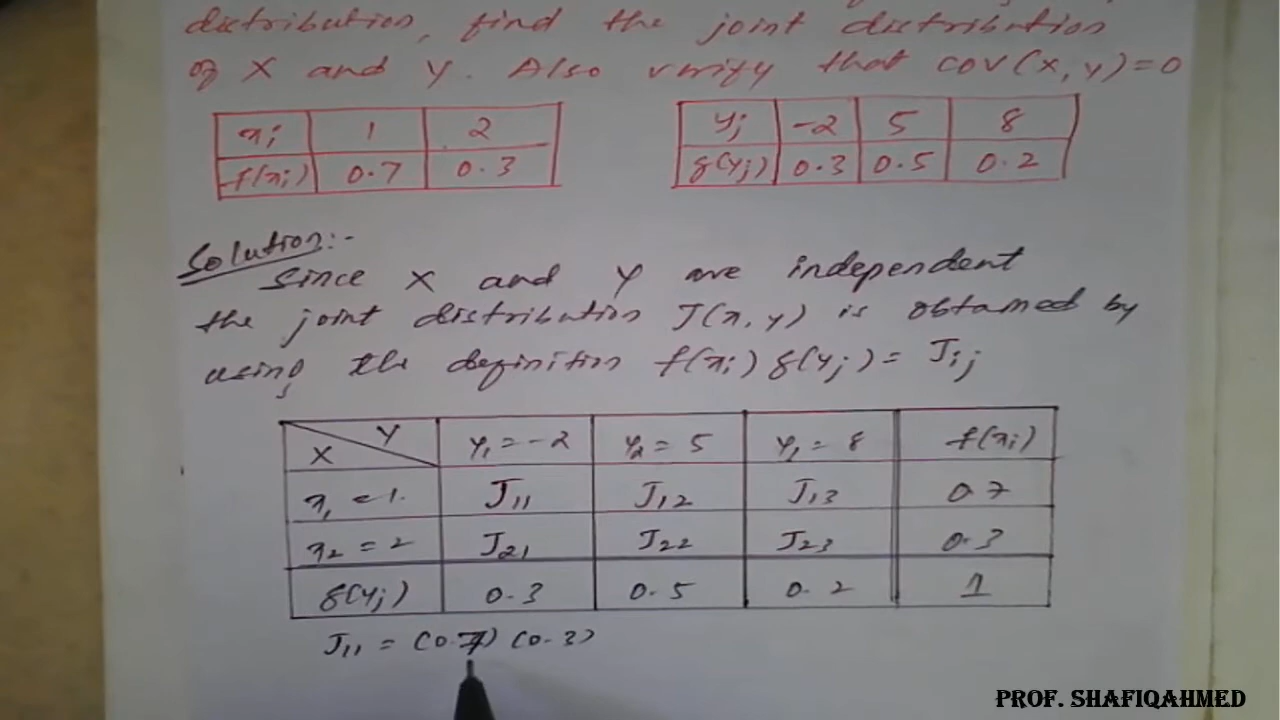 distribution, find the joint distribution
of X and Y. Also verify that COV(X, Y) = 0
xi 1 2
f(xi) 0.7 0.3
yj -2 5 8
g(yj) 0.3 0.5 0.2
Solution:-
Since X and Y are independent
the joint distribution J(x, y) is obtained by
using the definition f(xi) g(yj) = Jij
X Y y1 = -2 y2 = 5 y1 = 8 f(xi)
x1 = 1. J11 J12 J13 0.7
x2 = 2 J21 J22 J23 0.3
g(yj) 0.3 0.5 0.2 1
J11 = (0.7) (0.3)
PROF. SHAFIQAHMED